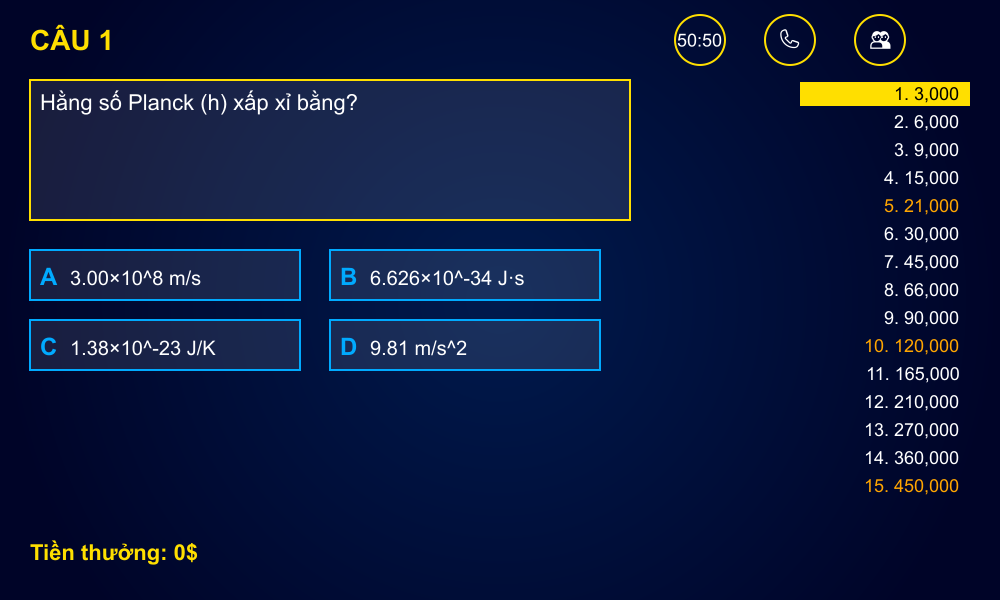 CÂU 1
50:50
Hằng số Planck (h) xấp xỉ bằng?
A 3.00×10^8 m/s
B 6.626×10^-34 J·s
C 1.38×10^-23 J/K
D 9.81 m/s^2
1. 3,000
2. 6,000
3. 9,000
4. 15,000
5. 21,000
6. 30,000
7. 45,000
8. 66,000
9. 90,000
10. 120,000
11. 165,000
12. 210,000
13. 270,000
14. 360,000
15. 450,000
Tiền thưởng: 0$